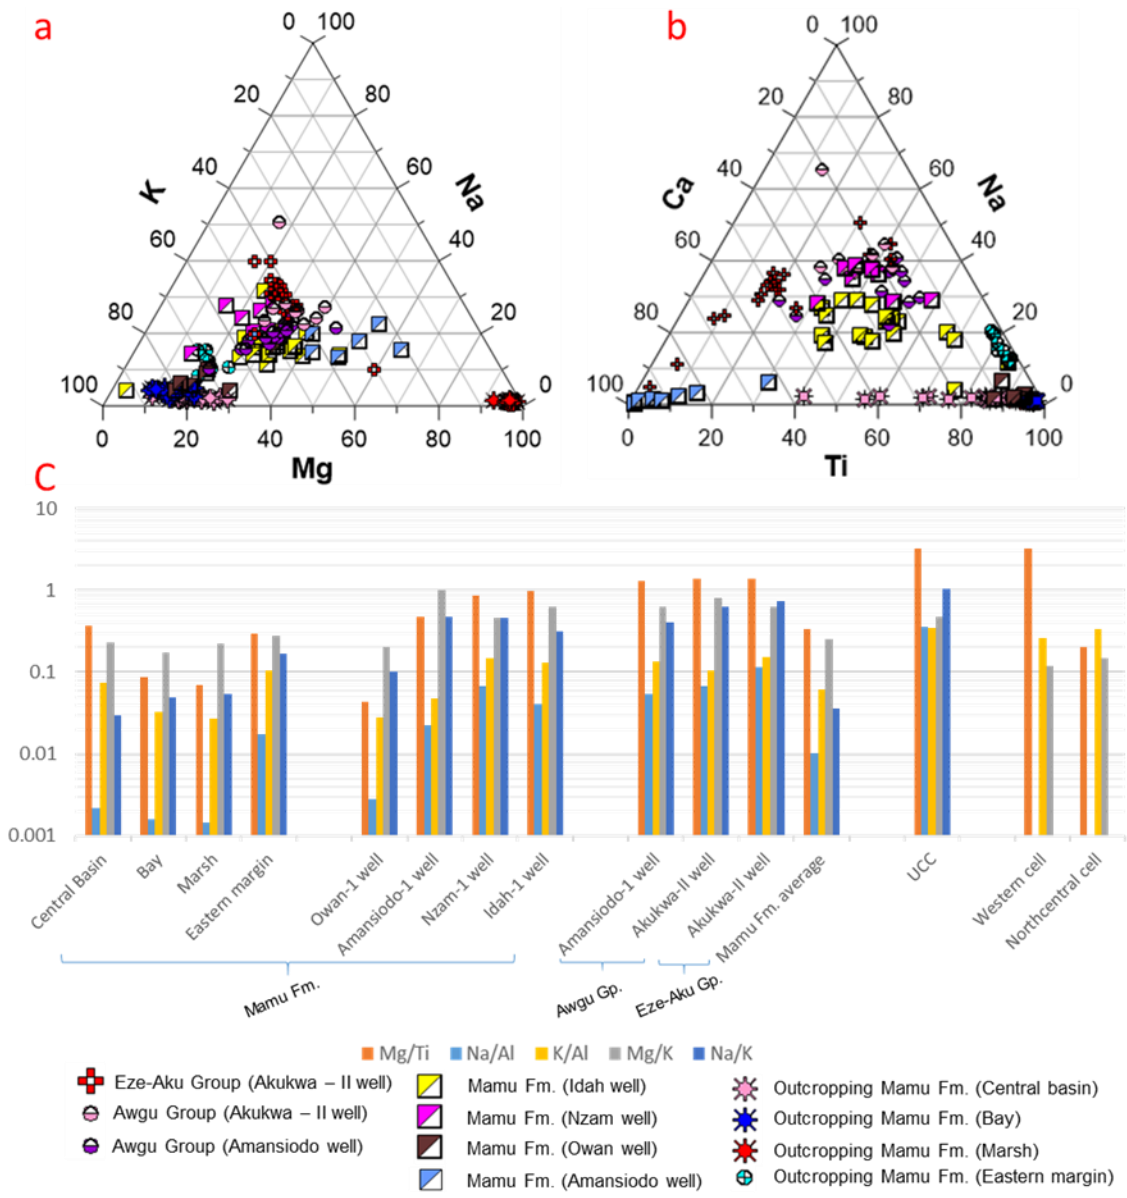 a
b
0 100
0 100
20
80
20
80
K
40
60
Na
Ca
40
60
Na
60
40
60
40
80
20
80
20
100
0
100
0
0
20
40
60
80
100
0
20
40
60
80
100
Mg
Ti
C
10
1
0.1
0.01
0.001
Central Basin
Bay
Marsh
Eastern margin
Owan-1 well
Amansiodo-1 well
Nzam-1 well
Idah-1 well
Amansiodo-1 well
Akukwa-II well
Akukwa-II well
Mamu Fm. average
UCC
Western cell
Northcentral cell
Mamu Fm.
Awgu Gp.
Eze-Aku Gp.
Mg/Ti Na/Al K/Al Mg/K Na/K
Eze-Aku Group (Akukwa – II well)
Awgu Group (Akukwa – II well)
Awgu Group (Amansiodo well)
Mamu Fm. (Idah well)
Mamu Fm. (Nzam well)
Mamu Fm. (Owan well)
Mamu Fm. (Amansiodo well)
Outcropping Mamu Fm. (Central basin)
Outcropping Mamu Fm. (Bay)
Outcropping Mamu Fm. (Marsh)
Outcropping Mamu Fm. (Eastern margin)